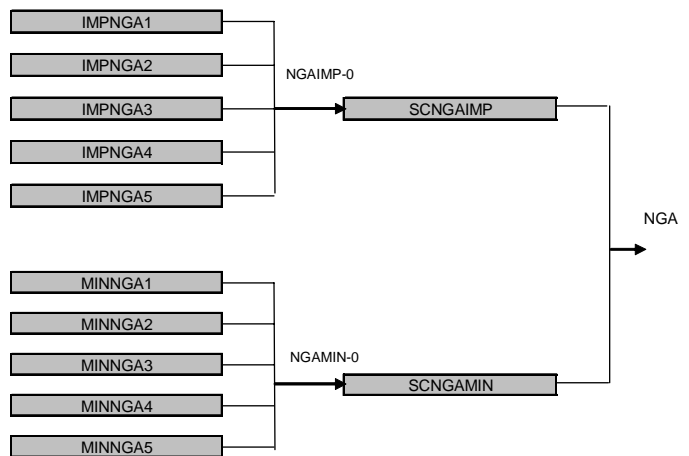 IMPNGA1
IMPNGA2
NGAIMP-0
IMPNGA3
SCNGAIMP
IMPNGA4
IMPNGA5
NGA
MINNGA1
MINNGA2
NGAMIN-0
MINNGA3
SCNGAMIN
MINNGA4
MINNGA5